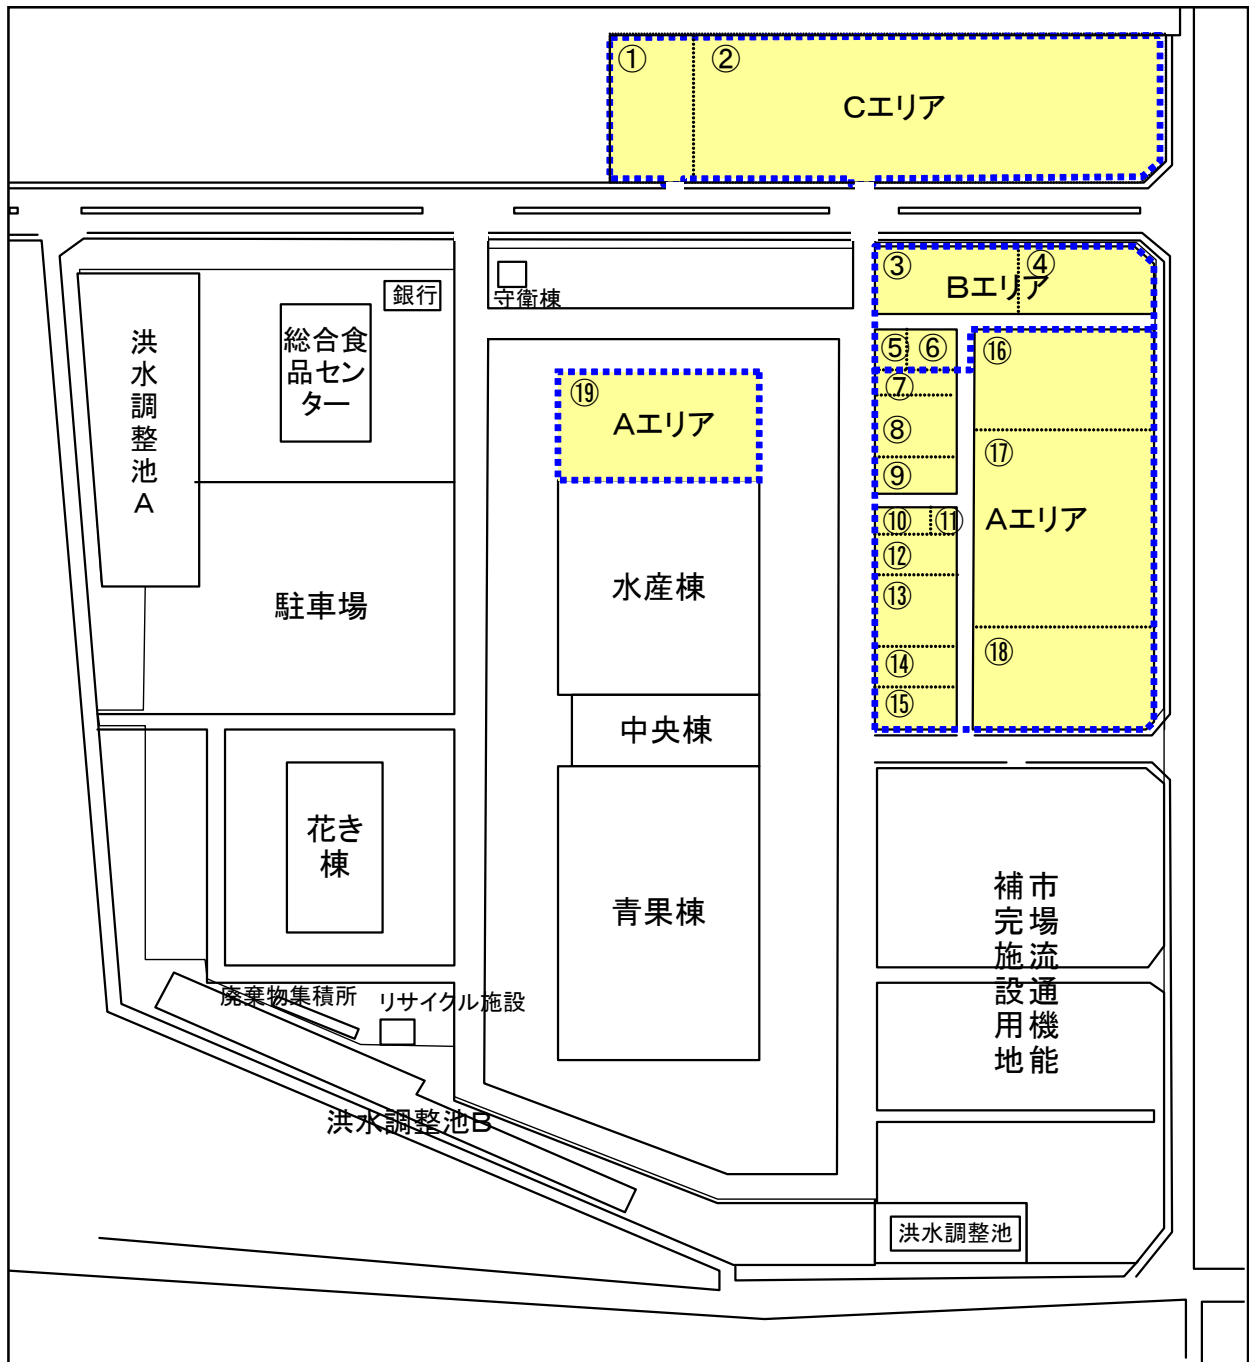 ① ②
Cエリア
③ ④
Bエリア
銀行
守衛棟
総合食
品セン
ター
洪水調整池A
⑤ ⑥
⑦
⑧
⑨
⑩ ⑪
⑫
⑬
⑭
⑮
⑯
⑰
Aエリア
⑱
⑲
Aエリア
水産棟
駐車場
中央棟
花き
棟
青果棟
市場流通機能
補完施設用地
廃棄物集積所
リサイクル施設
洪水調整池B
洪水調整池